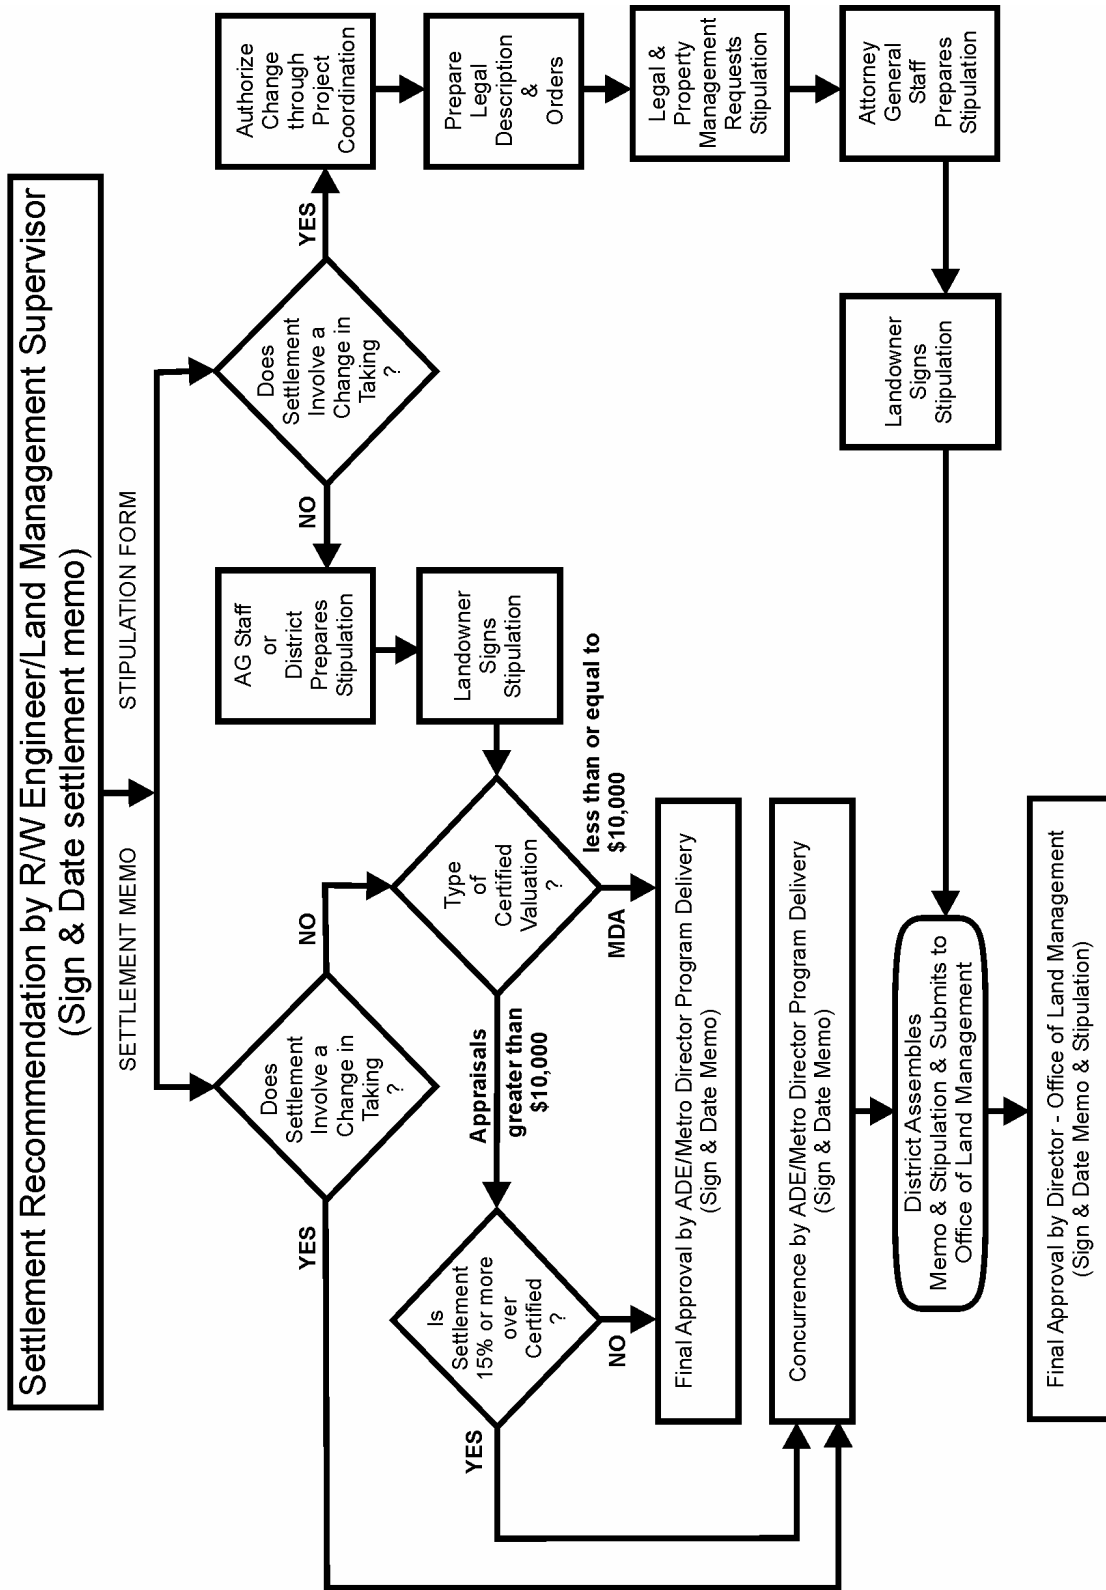 Settlement Recommendation by R/W Engineer/Land Management Supervisor
(Sign & Date settlement memo)
SETTLEMENT MEMO
STIPULATION FORM
Does
Settlement
Involve a
Change in
Taking
?
YES
NO
Does
Settlement
Involve a
Change in
Taking
?
NO
YES
Authorize
Change
through
Project
Coordination
AG Staff
or
District
Prepares
Stipulation
Prepare
Legal
Description
&
Orders
Landowner
Signs
Stipulation
Legal &
Property
Management
Requests
Stipulation
Type
of
Certified
Valuation
?
Appraisals
greater than
$10,000
MDA
less than or equal to
$10,000
Is
Settlement
15% or more
over
Certified
?
YES
NO
Attorney
General
Staff
Prepares
Stipulation
Landowner
Signs
Stipulation
Final Approval by ADE/Metro Director Program Delivery
(Sign & Date Memo)
Concurrence by ADE/Metro Director Program Delivery
(Sign & Date Memo)
District Assembles
Memo & Stipulation & Submits to
Office of Land Management
Final Approval by Director - Office of Land Management
(Sign & Date Memo & Stipulation)